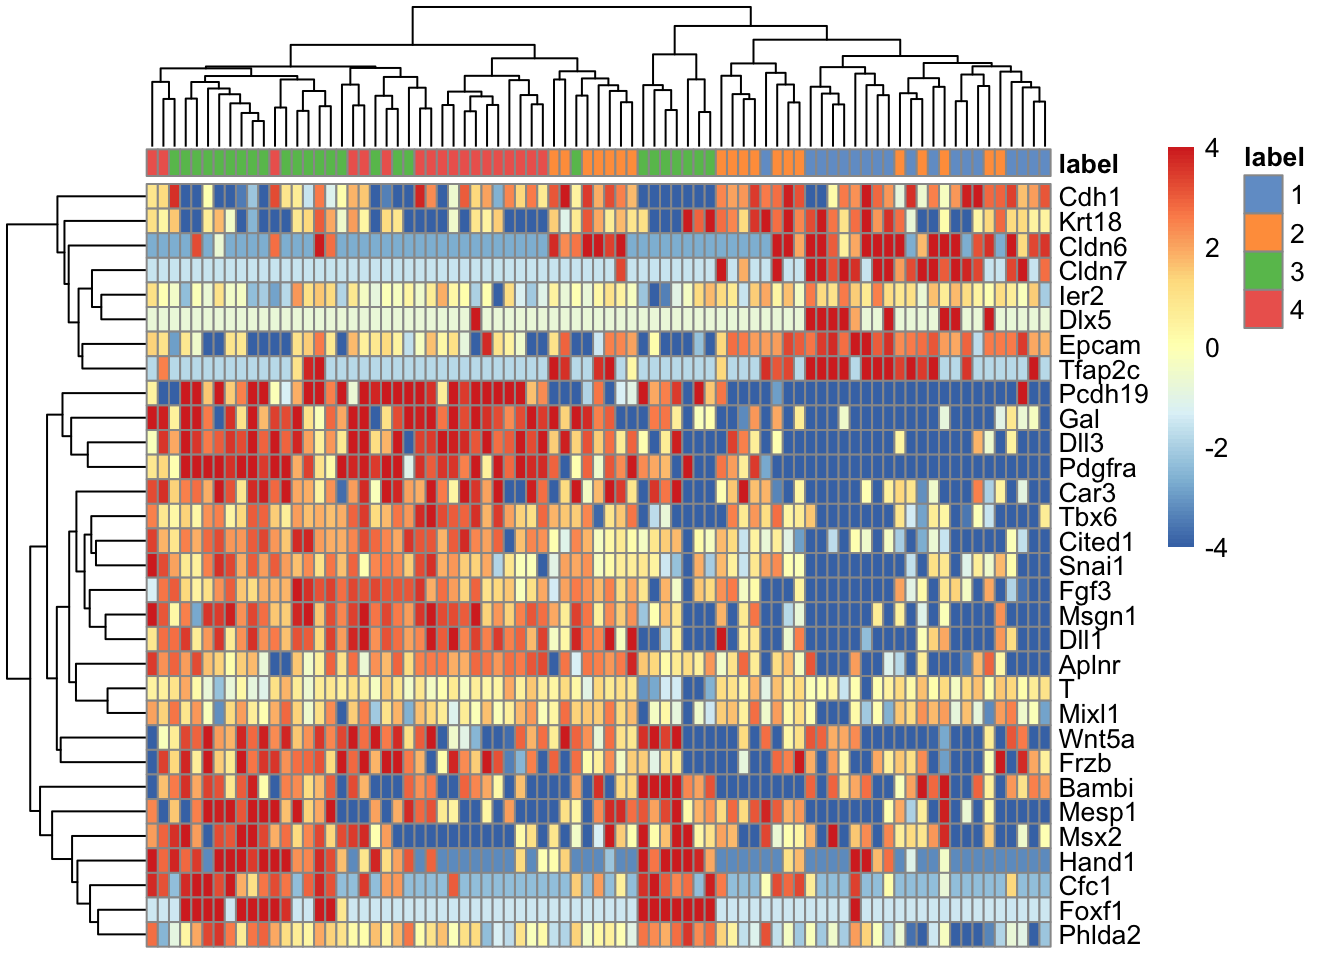 label
Cdh1
Krt18
Cldn6
Cldn7
Ier2
Dlx5
Epcam
Tfap2c
Pcdh19
Gal
Dll3
Pdgfra
Car3
Tbx6
Cited1
Snai1
Fgf3
Msgn1
Dll1
Aplnr
T
Mixl1
Wnt5a
Frzb
Bambi
Mesp1
Msx2
Hand1
Cfc1
Foxf1
Phlda2
4
2
0
-2
-4
label
1
2
3
4